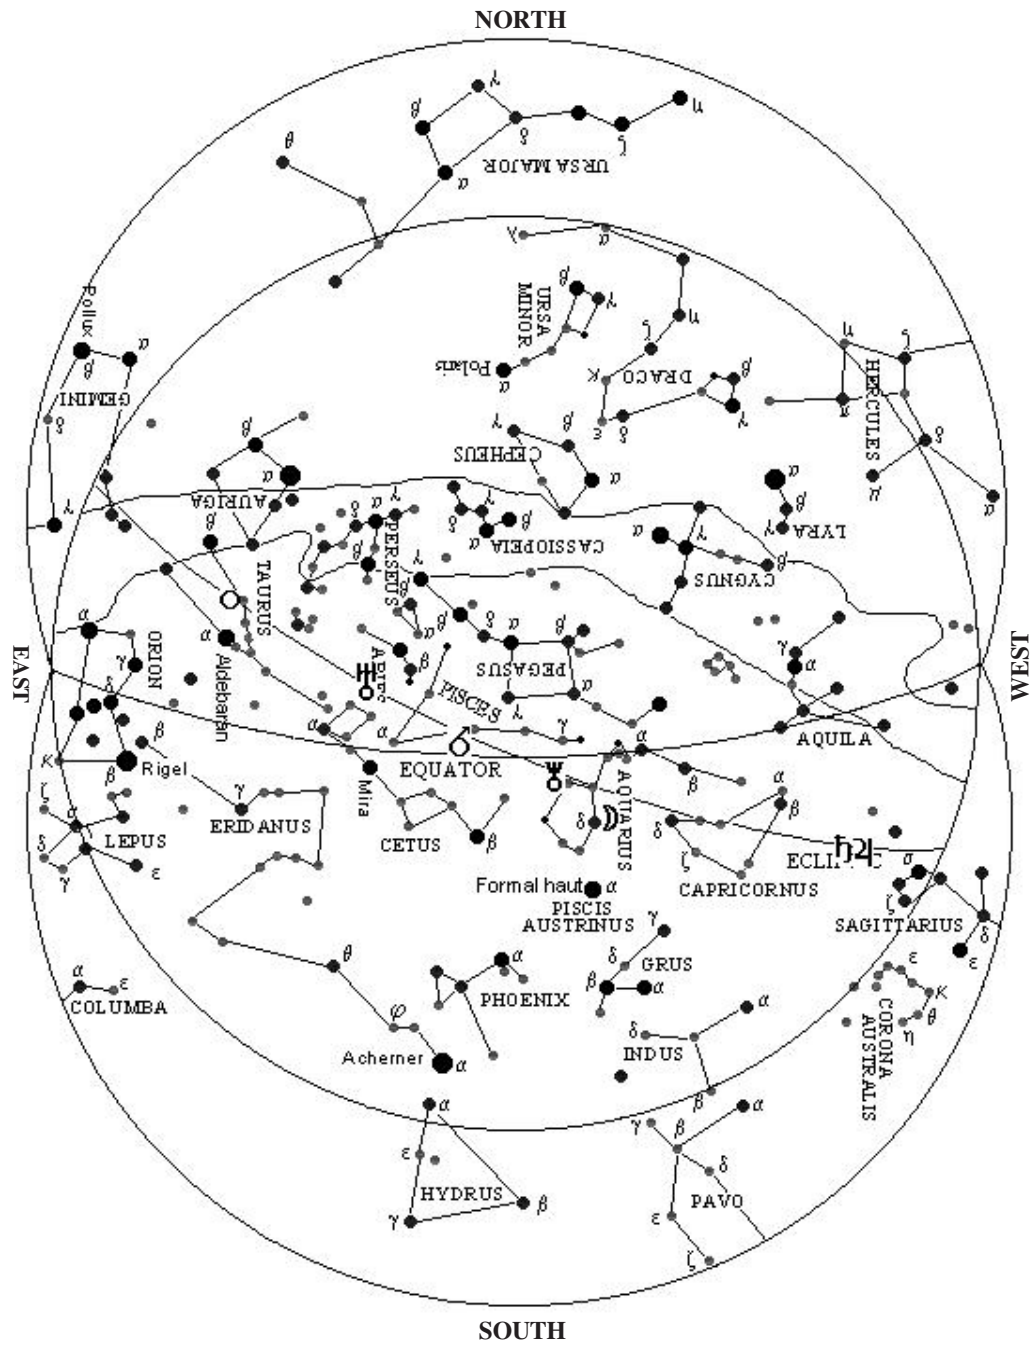 NORTH
γ
β
η
δ
ζ
θ
URSA MAJOR
α
λ
α
β
γ
URSA
MINOR
η
Pollux
α
β
GEMINI
ζ
η
ζ
HERCULES
Polaris
α
κ
DRACO
β
γ
ε
δ
α
δ
β
γ
β
CEPHEUS
α
δ
α
AURIGA
α
β
γ
LYRA
μ
α
γ
β
δ
α
γ
PERSEUS
β
δ
γ
β
α
CASSIOPEIA
γ
β
CYGNUS
TAURUS
γ
β
α
β
δ
α
β
PEGASUS
α
γ
α
ORION
γ
δ
α
Aldebaran
β
PISCES
γ
α
EAST
WEST
γ
α
AQUILA
κ
β
Rigel
β
α
α
Mira
EQUATOR
γ
α
AQUARIUS
β
ζ
α
LEPUS
δ
γ
ε
γ
ERIDANUS
CETUS
β
δ
δ
α
β
ζ
CAPRICORNUS
σ
ζ
SAGITTARIUS
δ
ε
Formal haut
α
PISCIS
AUSTRINUS
γ
δ
GRUS
β
α
α
ε
COLUMBA
θ
α
PHOENIX
φ
Acherner
α
δ
INDUS
α
β
ε
κ
θ
η
CORONA
AUSTRALIS
α
ε
HYDRUS
γ
β
γ
β
α
δ
PAVO
ε
ζ
SOUTH